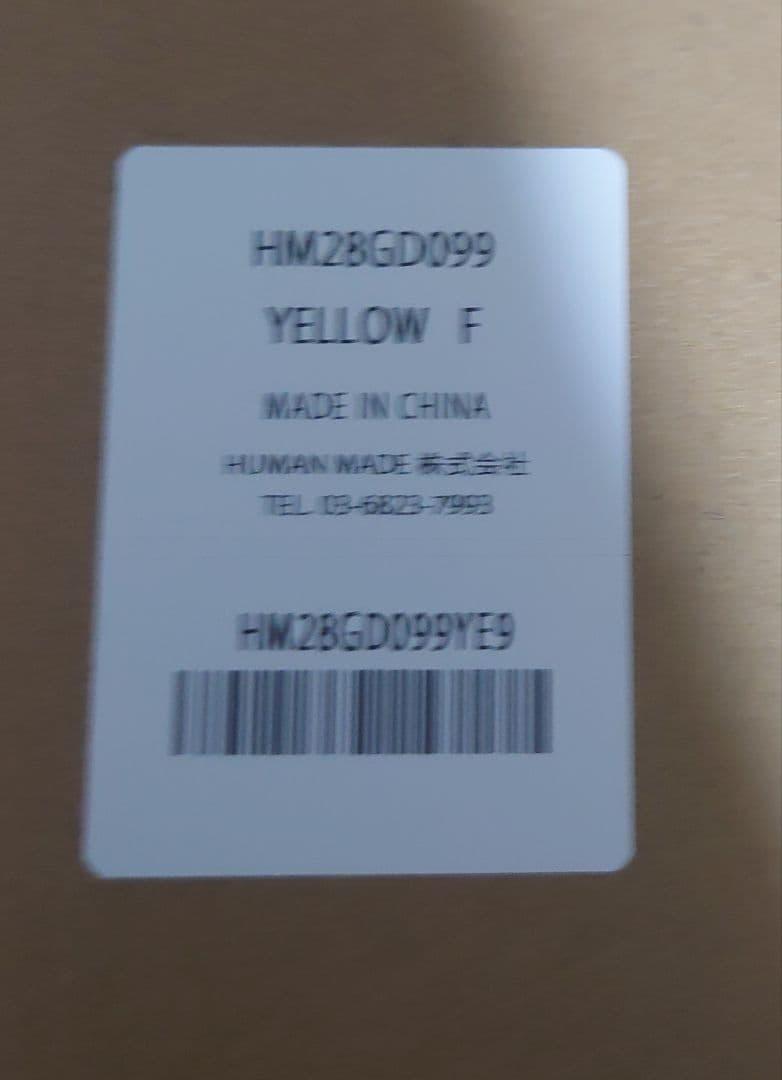 HM28GD099
YELLOW F
MADE IN CHINA
HUMAN MADE 株式会社
TEL 03-6823-7993
HM28GD099YE9